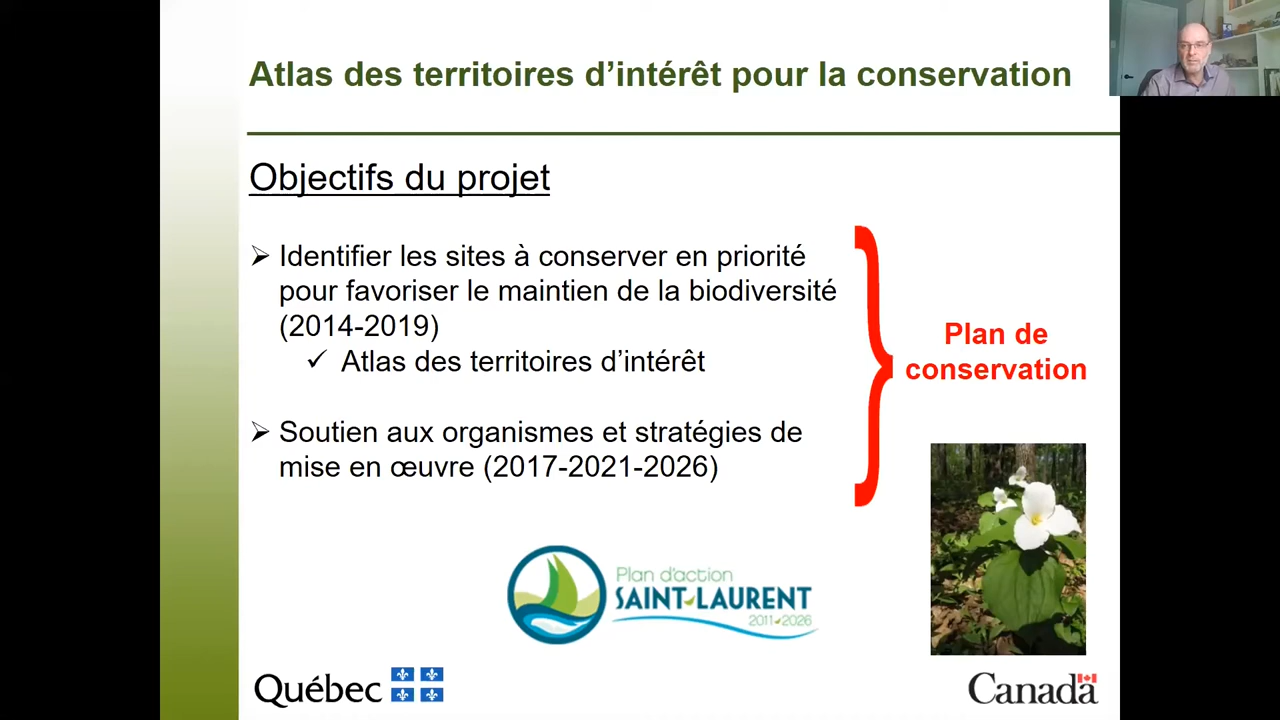 Atlas des territoires d’intérêt pour la conservation
Objectifs du projet
➢ Identifier les sites à conserver en priorité
pour favoriser le maintien de la biodiversité
(2014-2019)
✓ Atlas des territoires d’intérêt
➢ Soutien aux organismes et stratégies de
mise en œuvre (2017-2021-2026)
Plan de
conservation
Plan d’action
SAINT-LAURENT
2011-2026
Québec
Canada